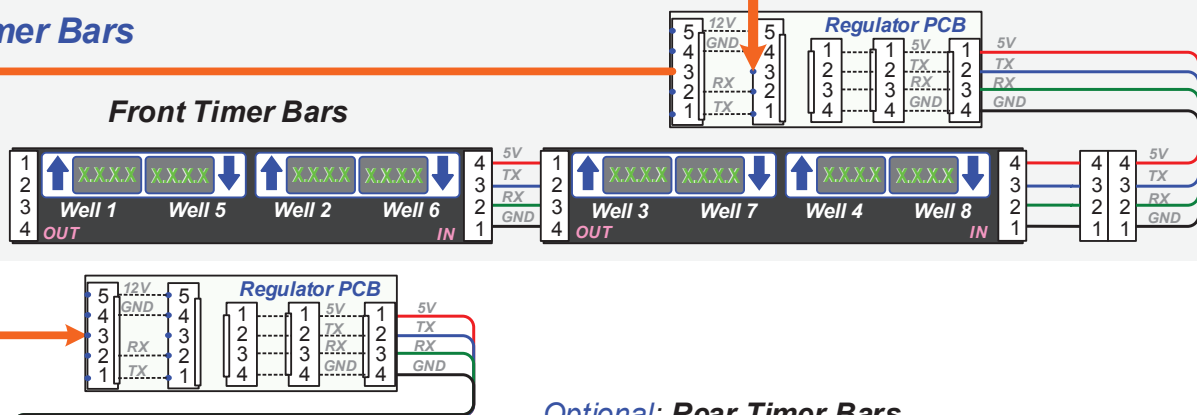 mer Bars
Front Timer Bars
Regulator PCB
5 12V 5 1 1 5V 1 5V
4 GND 4 2 2 TX 2 TX
3 3 3 3 RX 3 RX
2 RX 2 4 4 GND 4 GND
1 TX 1
1 X.X.X.X X.X.X.X X.X.X.X X.X.X.X 4 5V 1 X.X.X.X X.X.X.X X.X.X.X X.X.X.X 4 4 4 5V
2 3 TX 2 3 3 3 TX
3 Well 1 Well 5 Well 2 Well 6 2 RX 3 Well 3 Well 7 Well 4 Well 8 2 2 2 RX
4 OUT IN 1 GND 4 OUT IN 1 1 1 GND
Regulator PCB
5 12V 5 1 1 5V 1 5V
4 GND 4 2 2 TX 2 TX
3 3 3 3 RX 3 RX
2 RX 2 4 4 GND 4 GND
1 TX 1
Optional: Rear Timer Bars